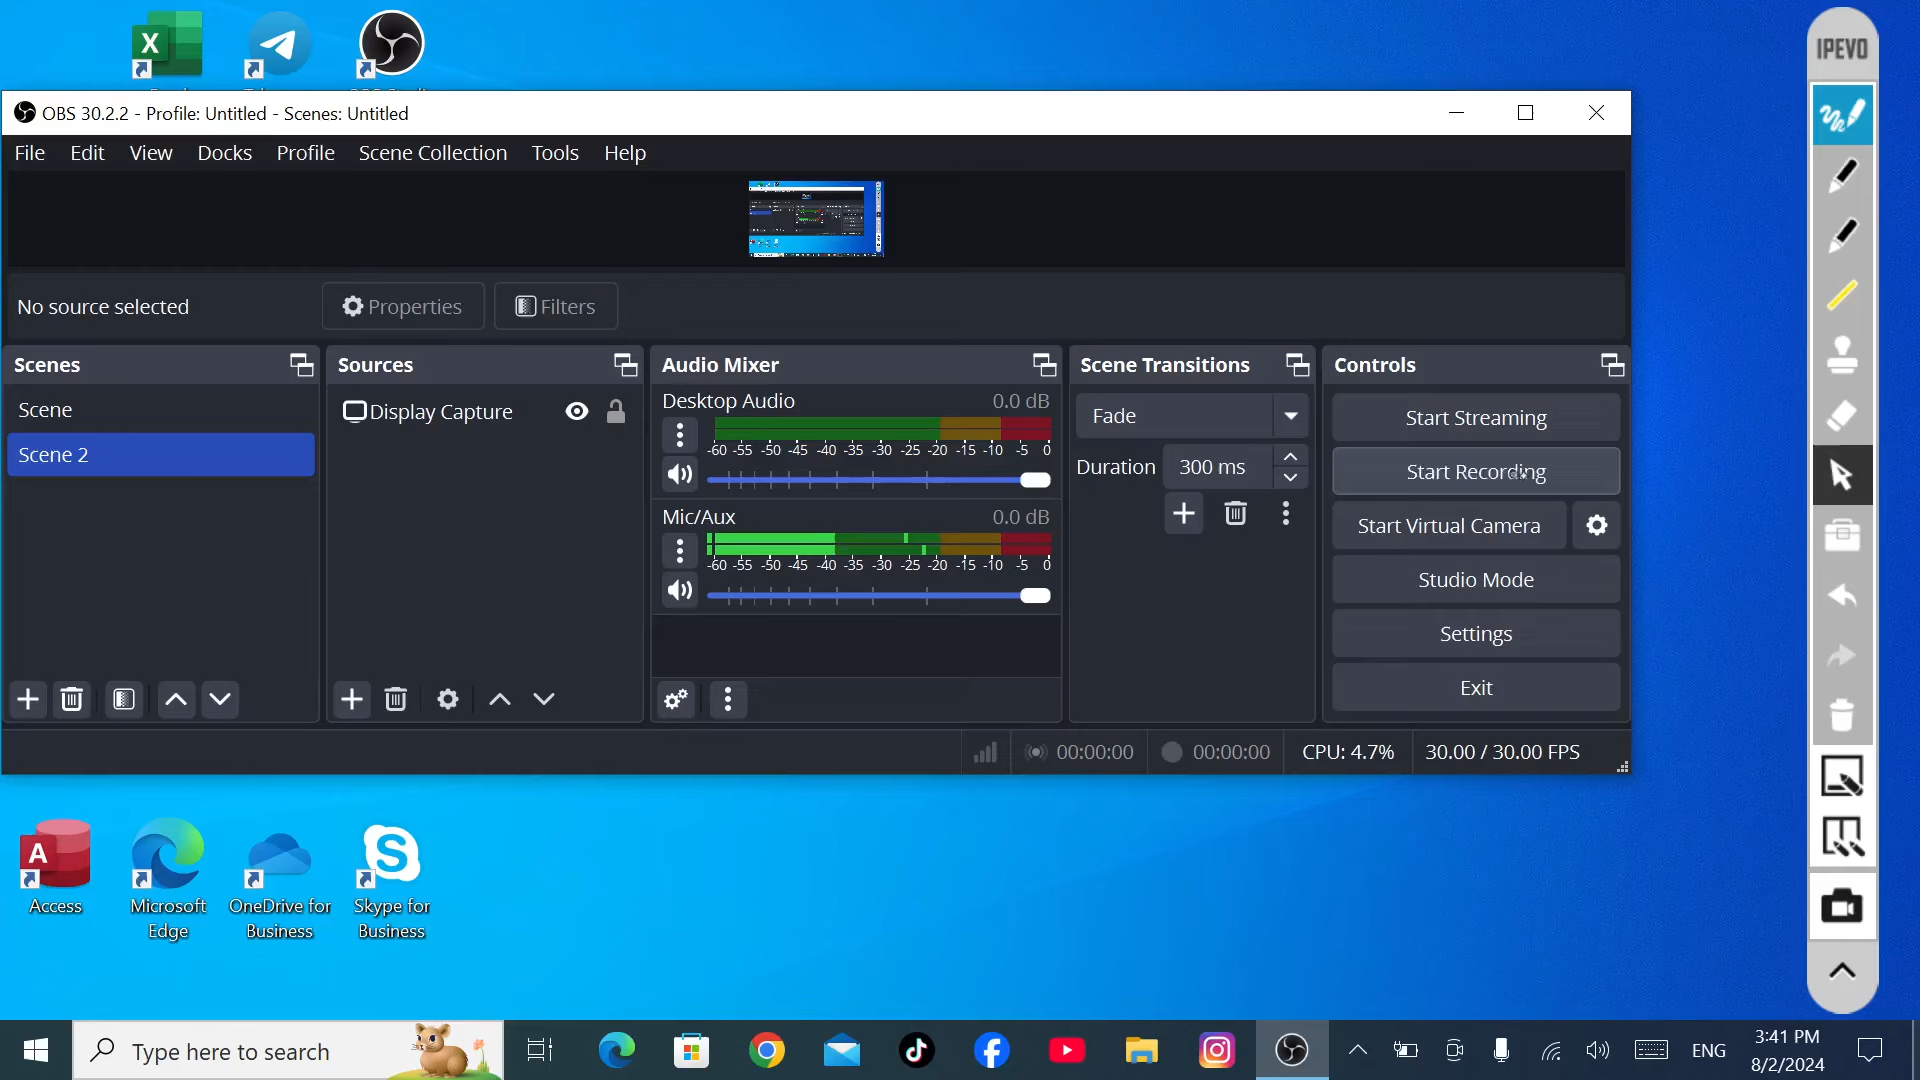 IPEVO
OBS 30.2.2 - Profile: Untitled - Scenes: Untitled
File Edit View Docks Profile Scene Collection Tools Help
No source selected Properties Filters
Scenes
Scene
Scene 2
Sources
Display Capture
Audio Mixer
Desktop Audio 0.0 dB
-60 -55 -50 -45 -40 -35 -30 -25 -20 -15 -10 -5 0
Mic/Aux 0.0 dB
-60 -55 -50 -45 -40 -35 -30 -25 -20 -15 -10 -5 0
Scene Transitions
Fade
Duration 300 ms
Controls
Start Streaming
Start Recording
Start Virtual Camera
Studio Mode
Settings
Exit
00:00:00 00:00:00 CPU: 4.7% 30.00 / 30.00 FPS
Access
Microsoft
Edge
OneDrive for
Business
Skype for
Business
Type here to search
ENG
3:41 PM
8/2/2024